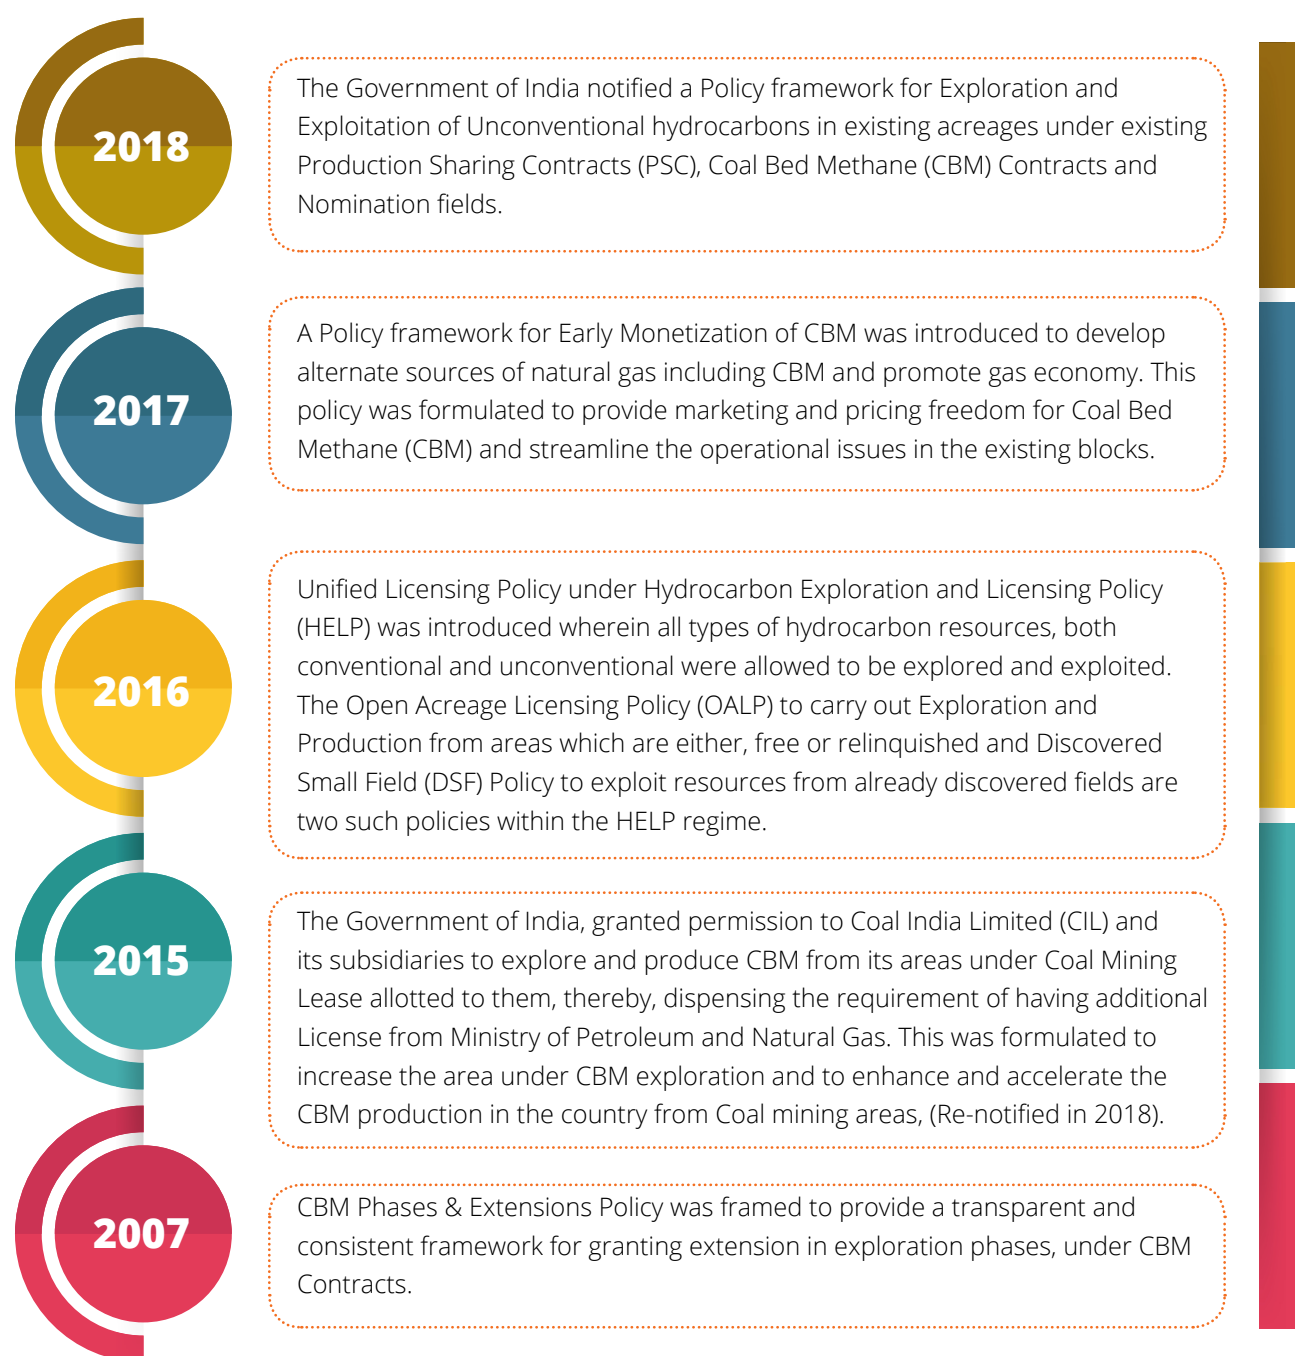 2018
The Government of India notified a Policy framework for Exploration and
Exploitation of Unconventional hydrocarbons in existing acreages under existing
Production Sharing Contracts (PSC), Coal Bed Methane (CBM) Contracts and
Nomination fields.
2017
A Policy framework for Early Monetization of CBM was introduced to develop
alternate sources of natural gas including CBM and promote gas economy. This
policy was formulated to provide marketing and pricing freedom for Coal Bed
Methane (CBM) and streamline the operational issues in the existing blocks.
2016
Unified Licensing Policy under Hydrocarbon Exploration and Licensing Policy
(HELP) was introduced wherein all types of hydrocarbon resources, both
conventional and unconventional were allowed to be explored and exploited.
The Open Acreage Licensing Policy (OALP) to carry out Exploration and
Production from areas which are either, free or relinquished and Discovered
Small Field (DSF) Policy to exploit resources from already discovered fields are
two such policies within the HELP regime.
2015
The Government of India, granted permission to Coal India Limited (CIL) and
its subsidiaries to explore and produce CBM from its areas under Coal Mining
Lease allotted to them, thereby, dispensing the requirement of having additional
License from Ministry of Petroleum and Natural Gas. This was formulated to
increase the area under CBM exploration and to enhance and accelerate the
CBM production in the country from Coal mining areas, (Re-notified in 2018).
2007
CBM Phases & Extensions Policy was framed to provide a transparent and
consistent framework for granting extension in exploration phases, under CBM
Contracts.